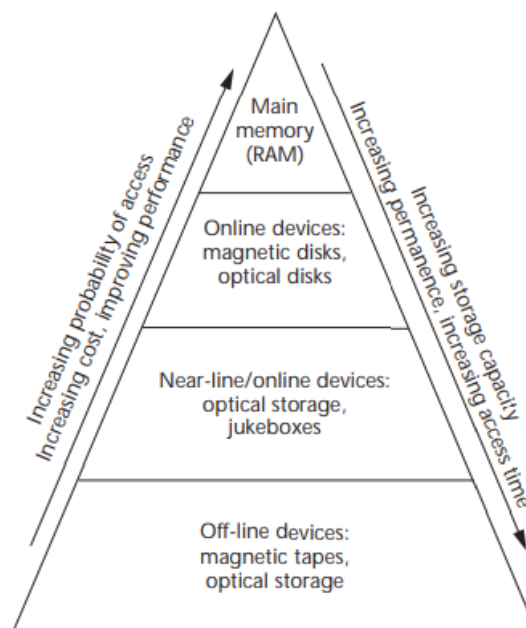 Increasing probability of access
Increasing cost, improving performance
Main
memory
(RAM)
Online devices:
magnetic disks,
optical disks
Near-line/online devices:
optical storage,
jukeboxes
Off-line devices:
magnetic tapes,
optical storage
Increasing storage capacity
Increasing permanence, increasing access time